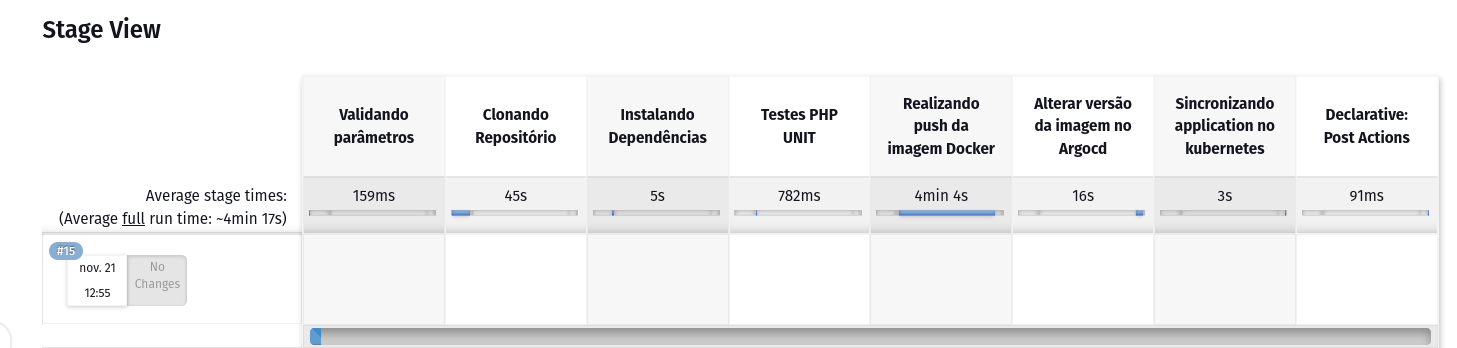 Stage View
Validando
parâmetros
Clonando
Repositório
Instalando
Dependências
Testes PHP
UNIT
Realizando
push da
imagem Docker
Alterar versão
da imagem no
Argocd
Sincronizando
application no
kubernetes
Declarative:
Post Actions
Average stage times:
(Average full run time: ~4min 17s)
159ms
45s
5s
782ms
4min 4s
16s
3s
91ms
#15
nov. 21
12:55
No
Changes